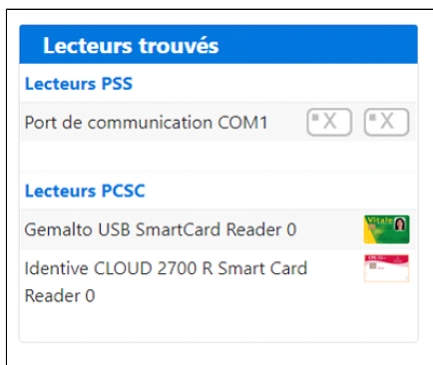 Lecteurs trouvés
Lecteurs PSS
Port de communication COM1 X X
Lecteurs PCSC
Gemalto USB SmartCard Reader 0
Vitale
Identive CLOUD 2700 R Smart Card
Reader 0